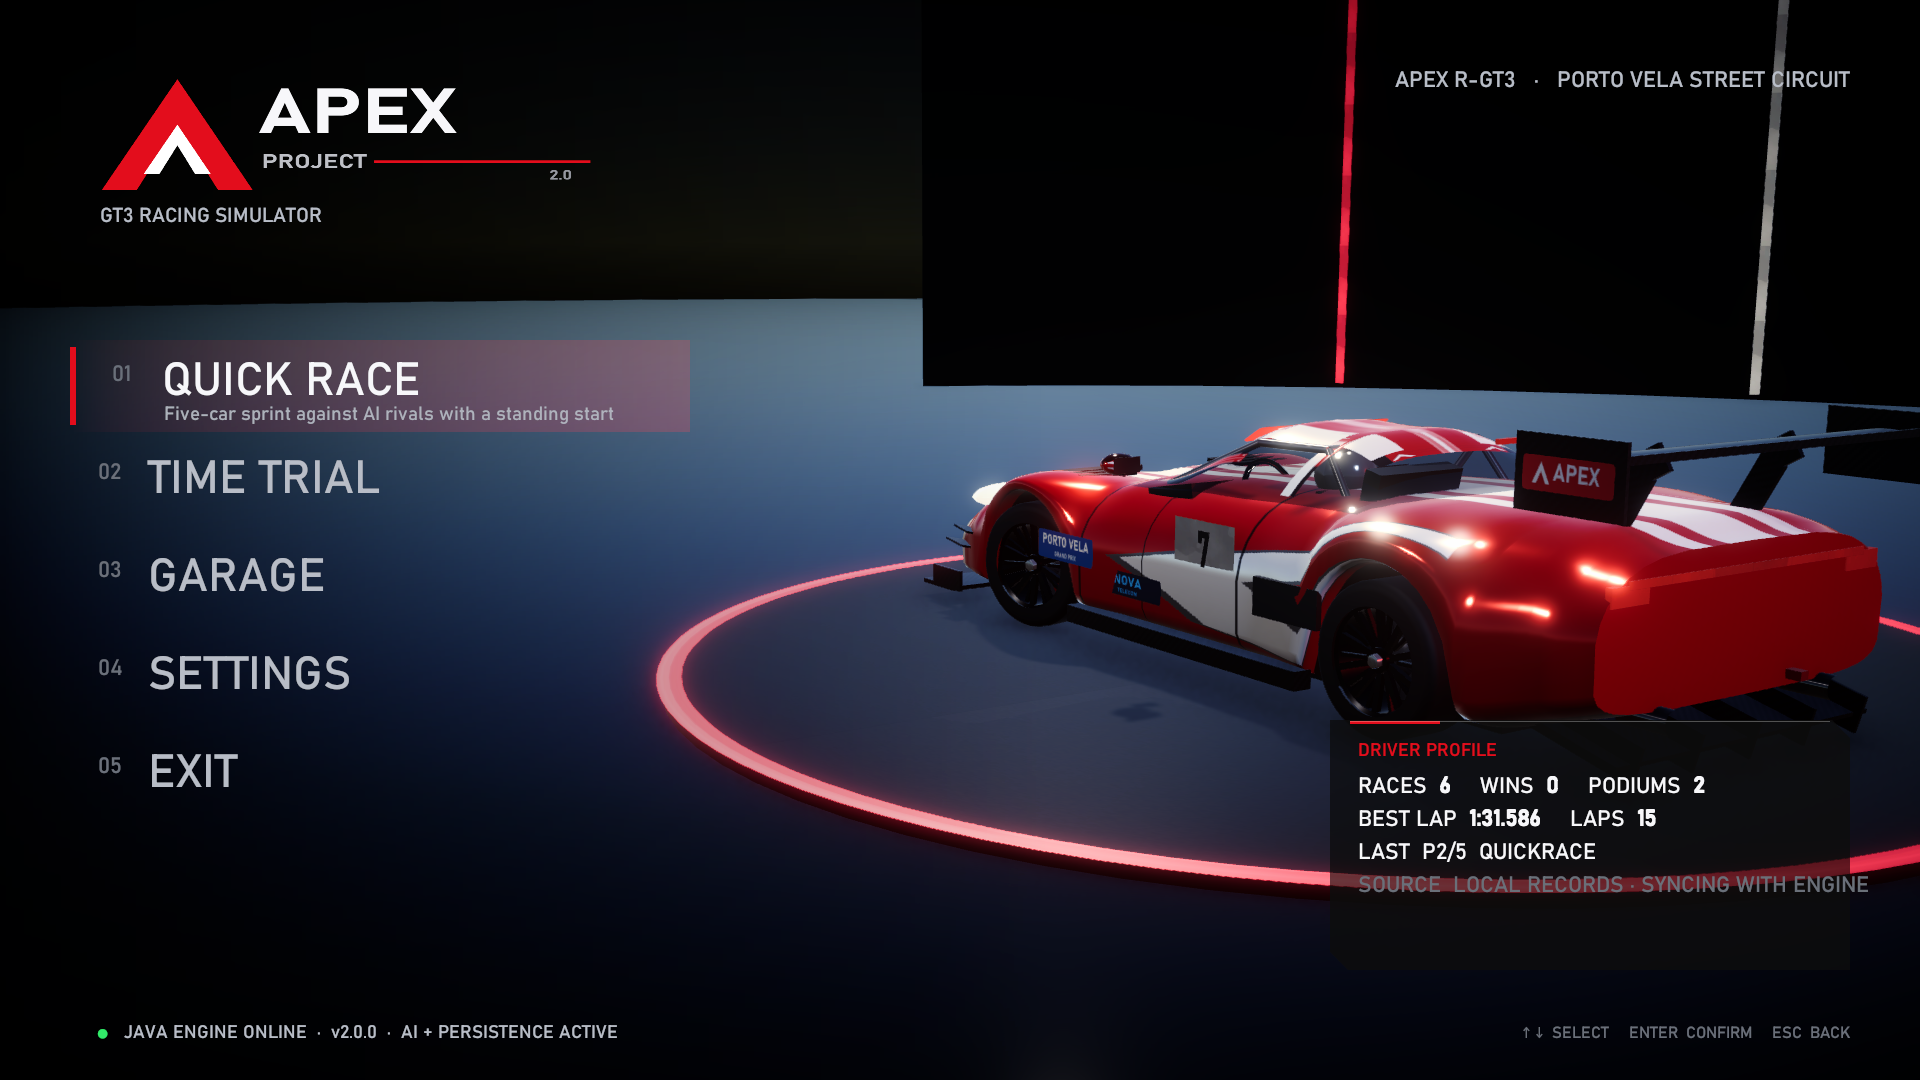 APEX
PROJECT
2.0
GT3 RACING SIMULATOR
APEX R-GT3 · PORTO VELA STREET CIRCUIT
01 QUICK RACE
Five-car sprint against AI rivals with a standing start
02 TIME TRIAL
03 GARAGE
04 SETTINGS
05 EXIT
APEX
PORTO VELA
GRAND PRIX
7
NOVA
TELECOM
DRIVER PROFILE
RACES 6 WINS 0 PODIUMS 2
BEST LAP 1:31.586 LAPS 15
LAST P2/5 QUICKRACE
SOURCE LOCAL RECORDS · SYNCING WITH ENGINE
JAVA ENGINE ONLINE · v2.0.0 · AI + PERSISTENCE ACTIVE
↑↓ SELECT ENTER CONFIRM ESC BACK